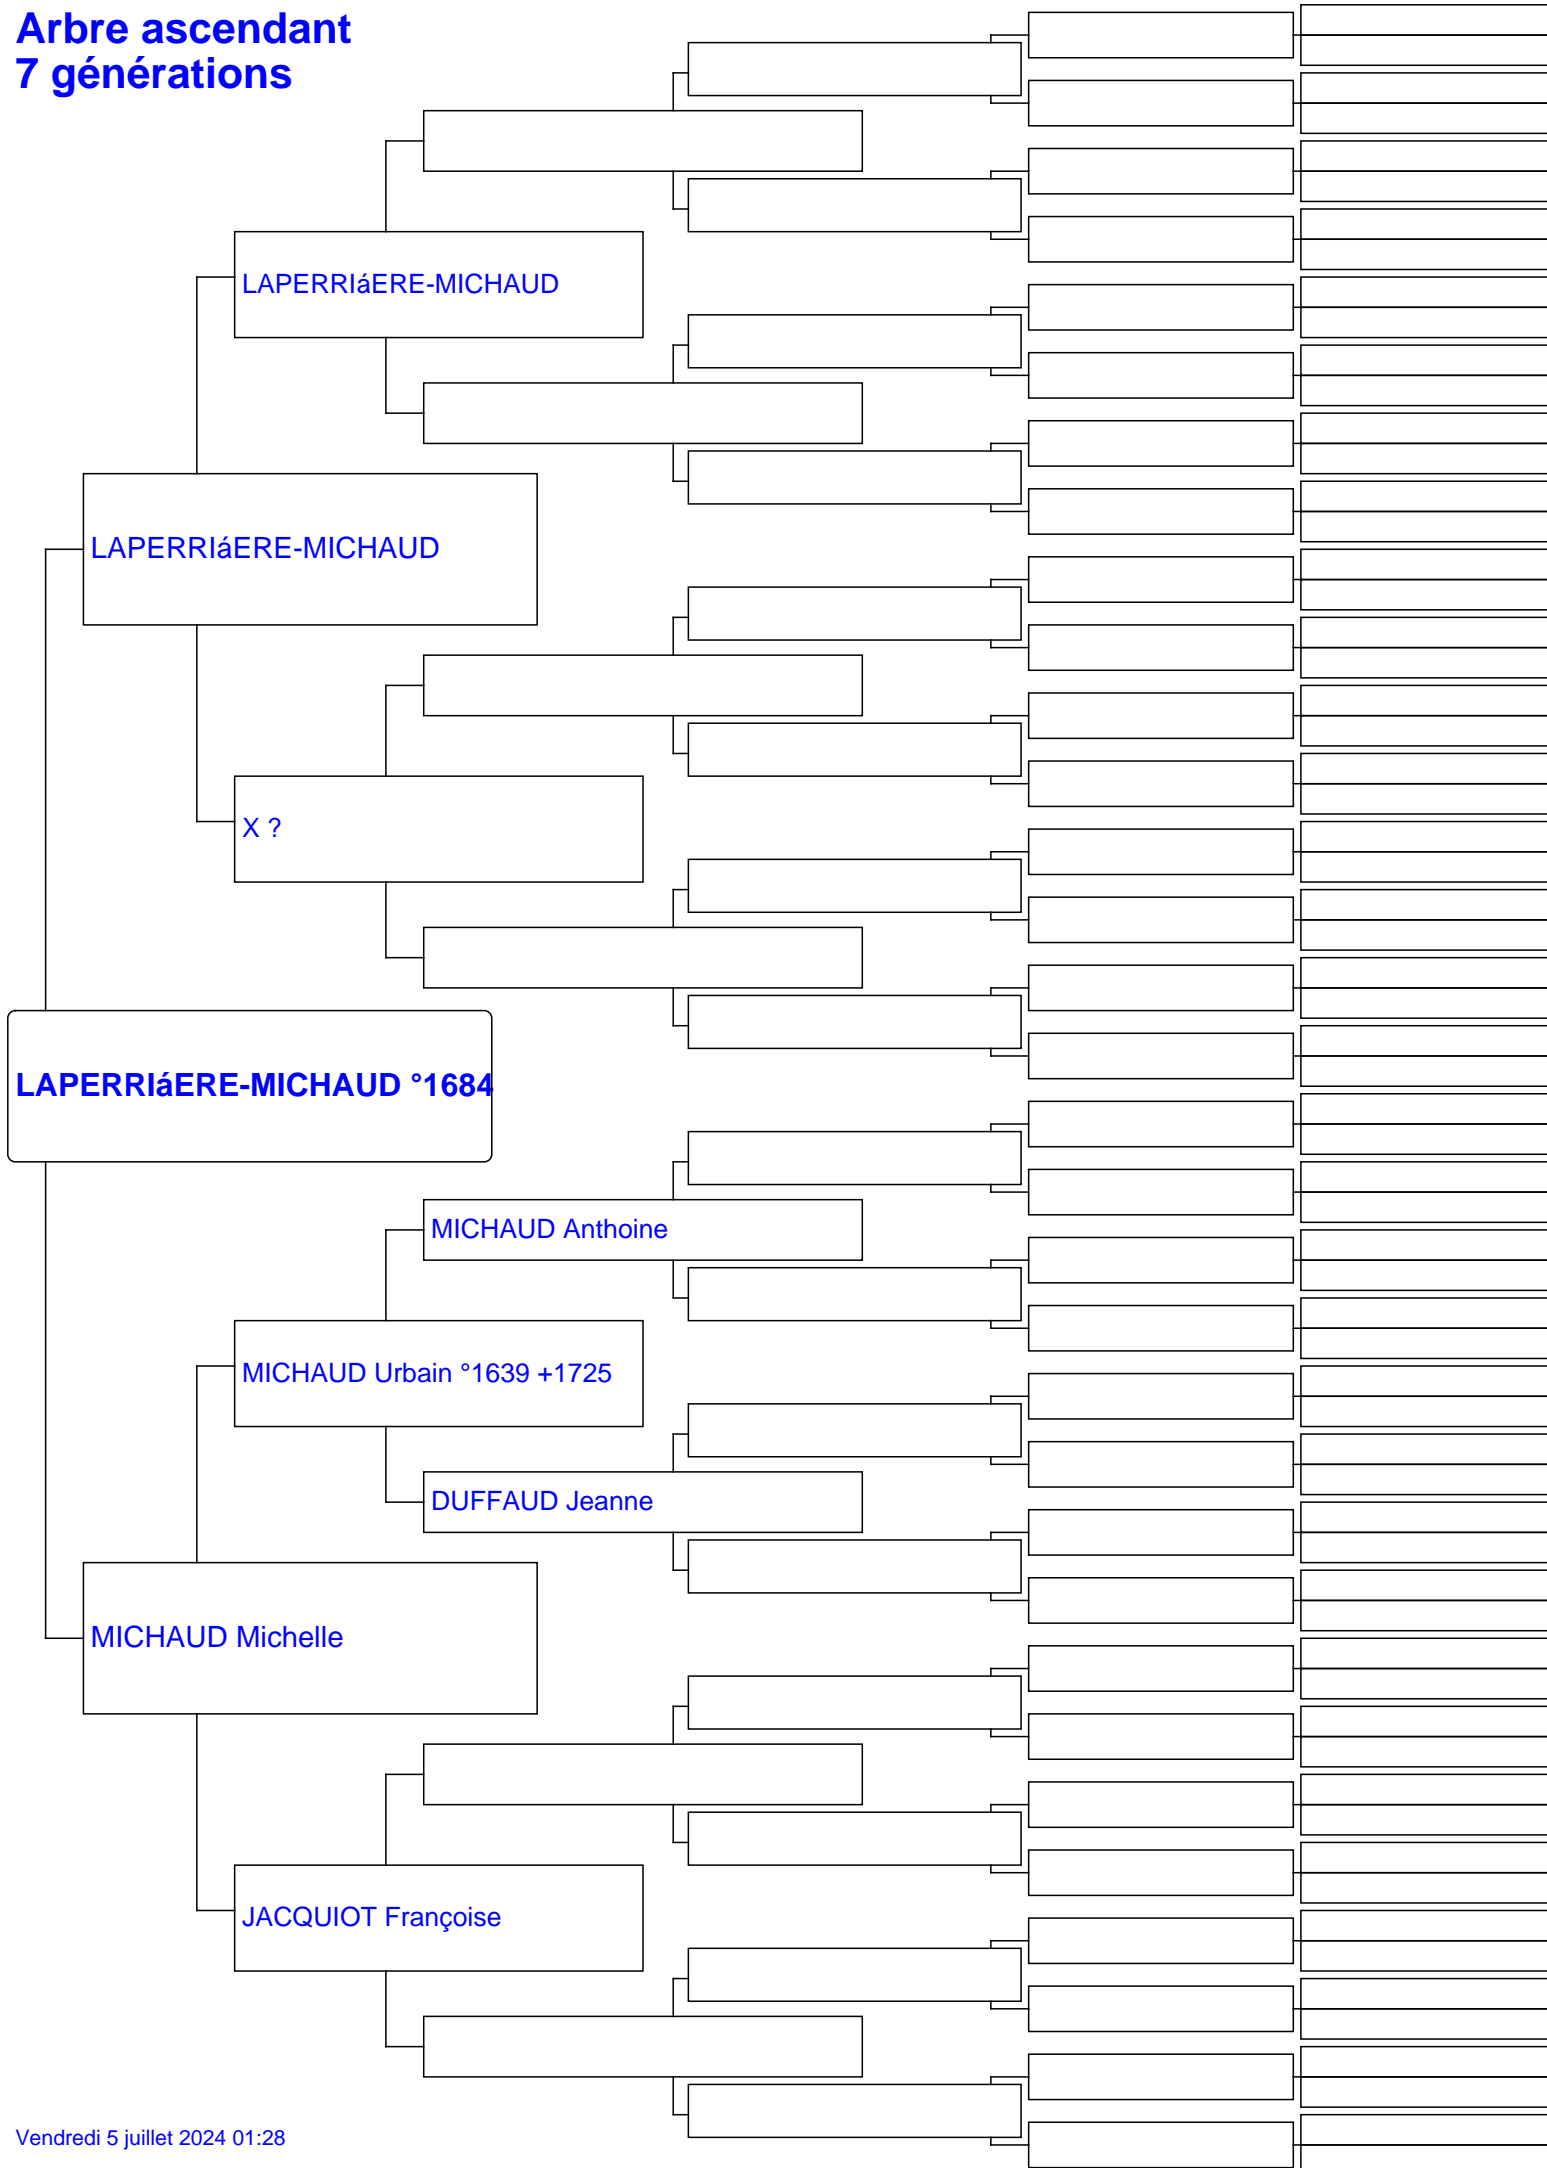 Arbre ascendant
7 générations
LAPERRIáERE-MICHAUD
LAPERRIáERE-MICHAUD
X ?
LAPERRIáERE-MICHAUD °1684
MICHAUD Anthoine
MICHAUD Urbain °1639 +1725
DUFFAUD Jeanne
MICHAUD Michelle
JACQUIOT Françoise
Vendredi 5 juillet 2024 01:28